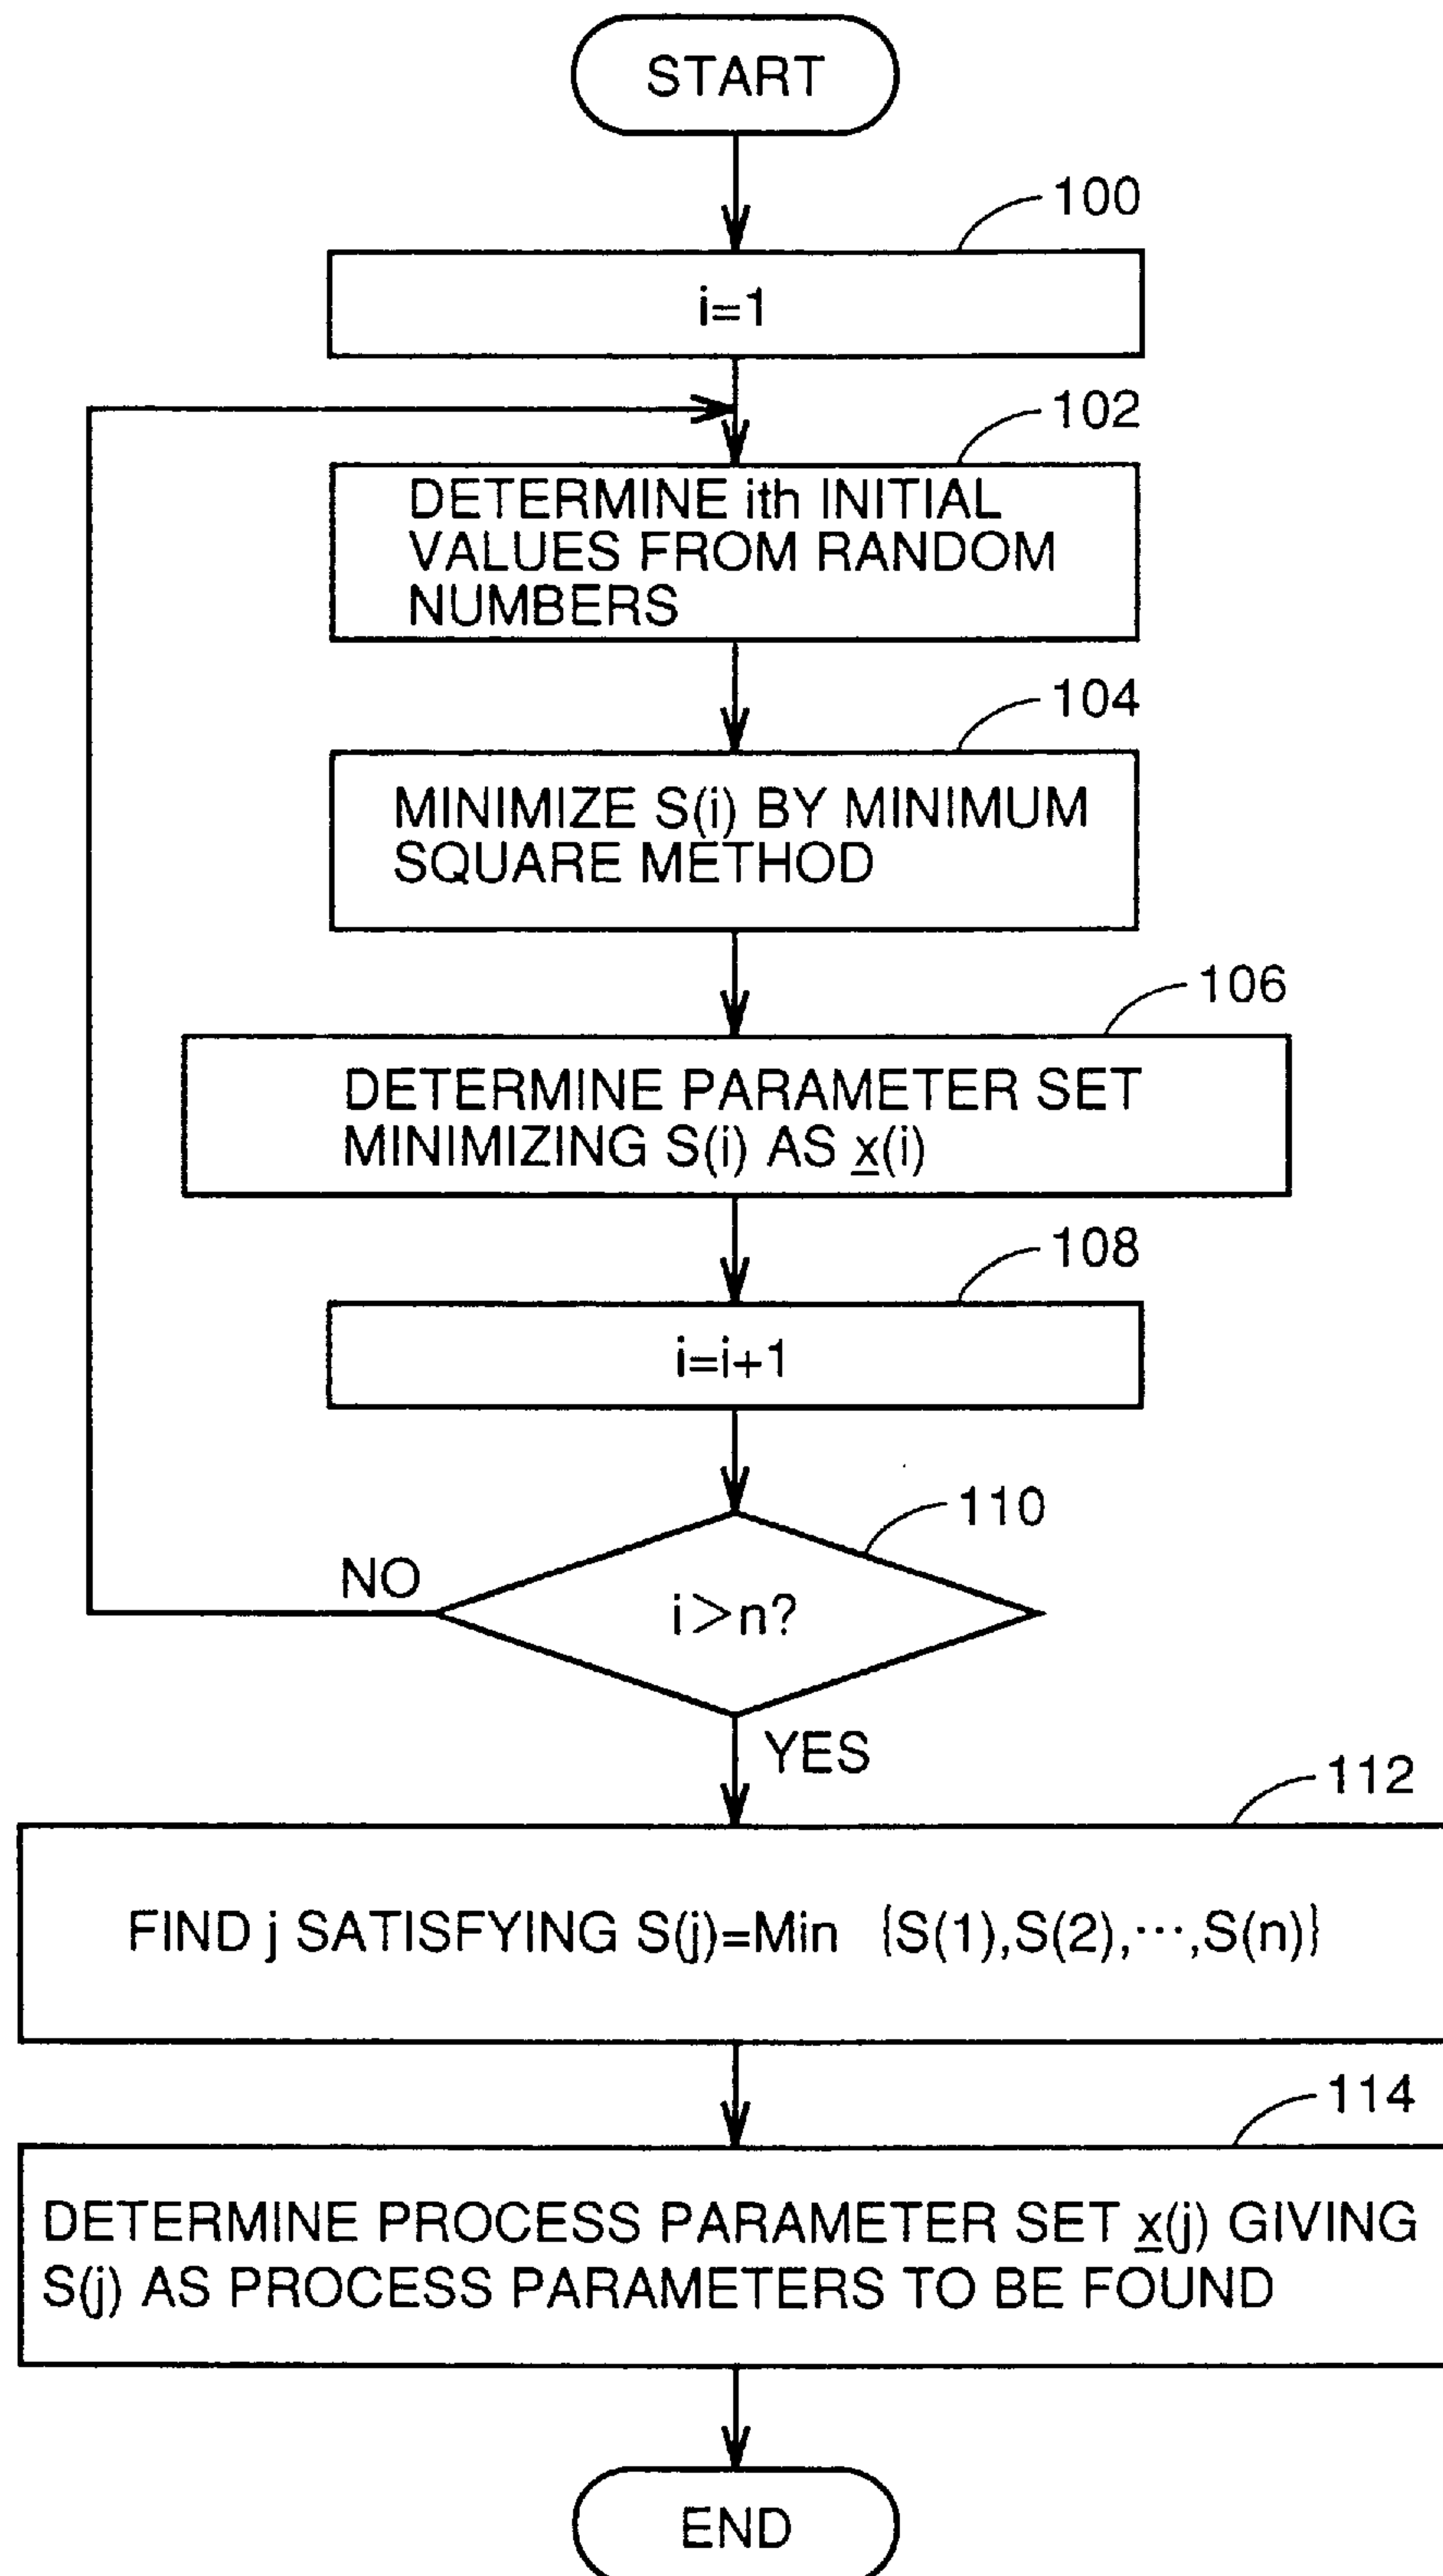 START
100
i=1
102
DETERMINE ith INITIAL
VALUES FROM RANDOM
NUMBERS
104
MINIMIZE S(i) BY MINIMUM
SQUARE METHOD
106
DETERMINE PARAMETER SET
MINIMIZING S(i) AS x(i)
108
i=i+1
110
NO
i>n?
YES
112
FIND j SATISFYING S(j)=Min {S(1),S(2),···,S(n)}
114
DETERMINE PROCESS PARAMETER SET x(j) GIVING
S(j) AS PROCESS PARAMETERS TO BE FOUND
END